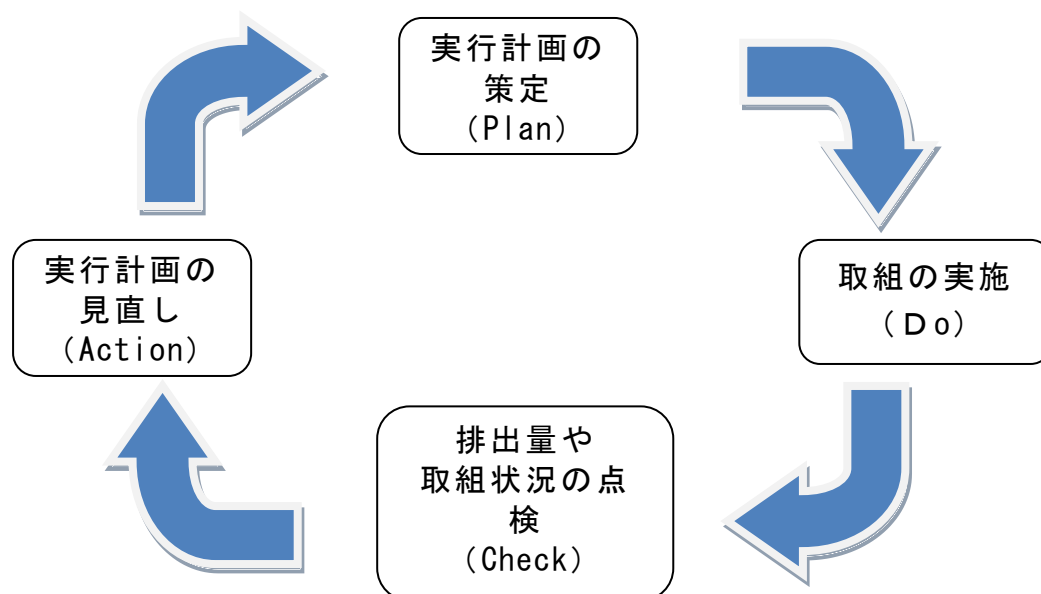 実行計画の
策定
(Plan)
取組の実施
(Ｄo)
排出量や
取組状況の点
検
(Check)
実行計画の
見直し
(Action)